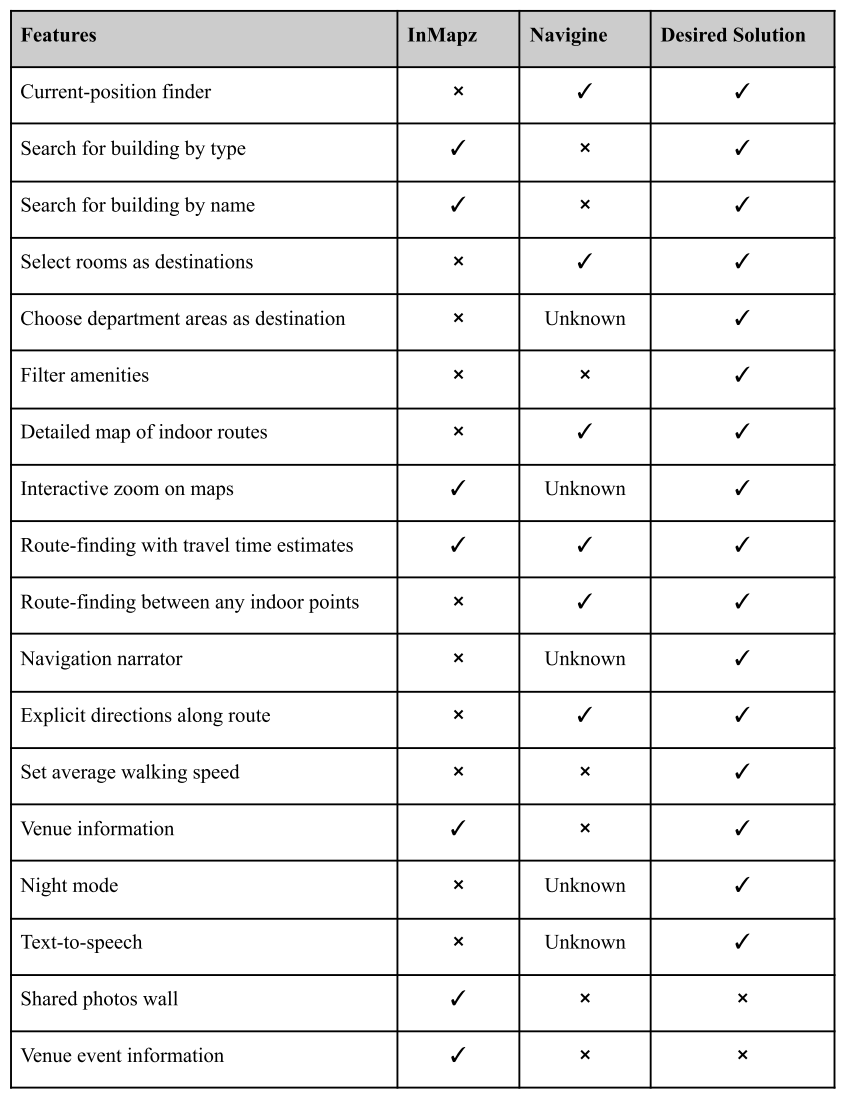 Features InMapz Navigine Desired Solution
Current-position finder × ✓ ✓
Search for building by type ✓ × ✓
Search for building by name ✓ × ✓
Select rooms as destinations × ✓ ✓
Choose department areas as destination × Unknown ✓
Filter amenities × × ✓
Detailed map of indoor routes × ✓ ✓
Interactive zoom on maps ✓ Unknown ✓
Route-finding with travel time estimates ✓ ✓ ✓
Route-finding between any indoor points × ✓ ✓
Navigation narrator × Unknown ✓
Explicit directions along route × ✓ ✓
Set average walking speed × × ✓
Venue information ✓ × ✓
Night mode × Unknown ✓
Text-to-speech × Unknown ✓
Shared photos wall ✓ × ×
Venue event information ✓ × ×